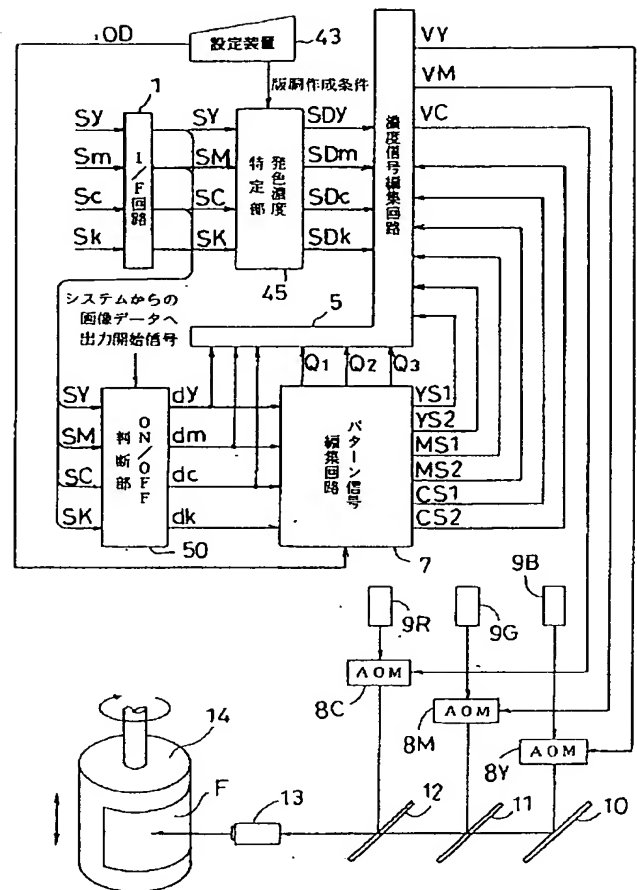 OD
設定装置
43
VY
VM
VC
版胴作成条件
1
Sy
Sm
Sc
Sk
I/F回路
SY
SM
SC
SK
発色濃度
特定部
45
SDy
SDm
SDc
SDk
濃度信号編集回路
システムからの
画像データへ
出力開始信号
5
Q1
Q2
Q3
SY
SM
SC
SK
ON/OFF
判断部
50
dy
dm
dc
dk
パターン信号
編集回路
7
YS1
YS2
MS1
MS2
CS1
CS2
9R
9G
9B
AOM
8C
AOM
8M
AOM
8Y
14
F
13
12
11
10